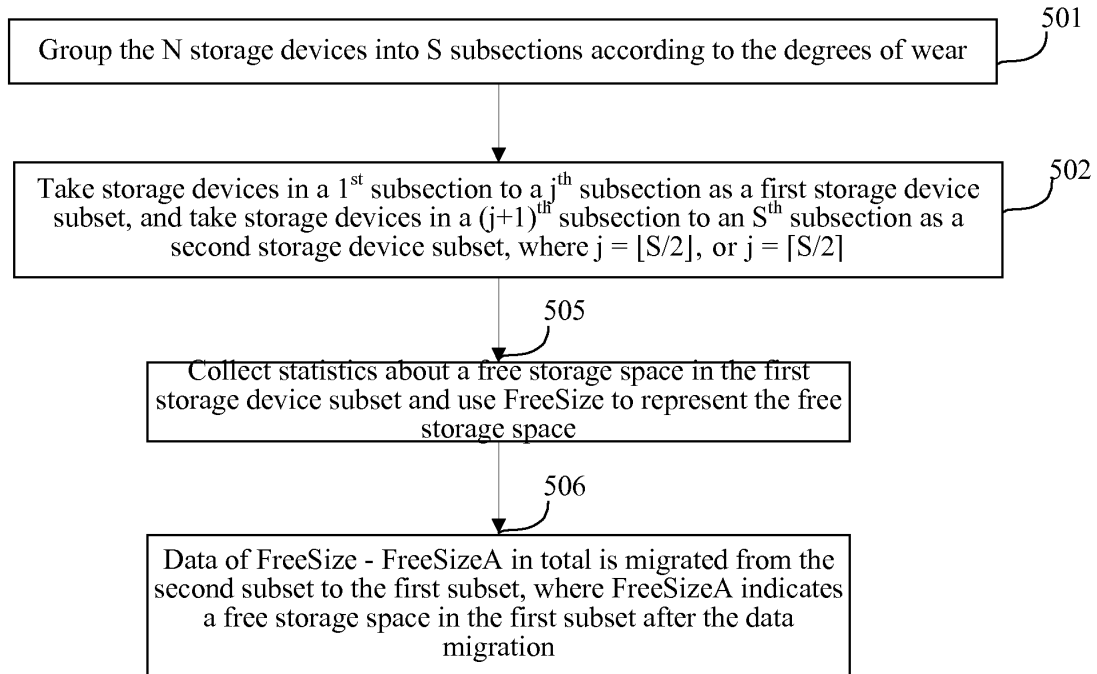 501
Group the N storage devices into S subsections according to the degrees of wear
502
Take storage devices in a 1st subsection to a jth subsection as a first storage device
subset, and take storage devices in a (j+1)th subsection to an Sth subsection as a
second storage device subset, where j = ⌊S/2⌋, or j = ⌈S/2⌉
505
Collect statistics about a free storage space in the first
storage device subset and use FreeSize to represent the free
storage space
506
Data of FreeSize - FreeSizeA in total is migrated from the
second subset to the first subset, where FreeSizeA indicates
a free storage space in the first subset after the data
migration